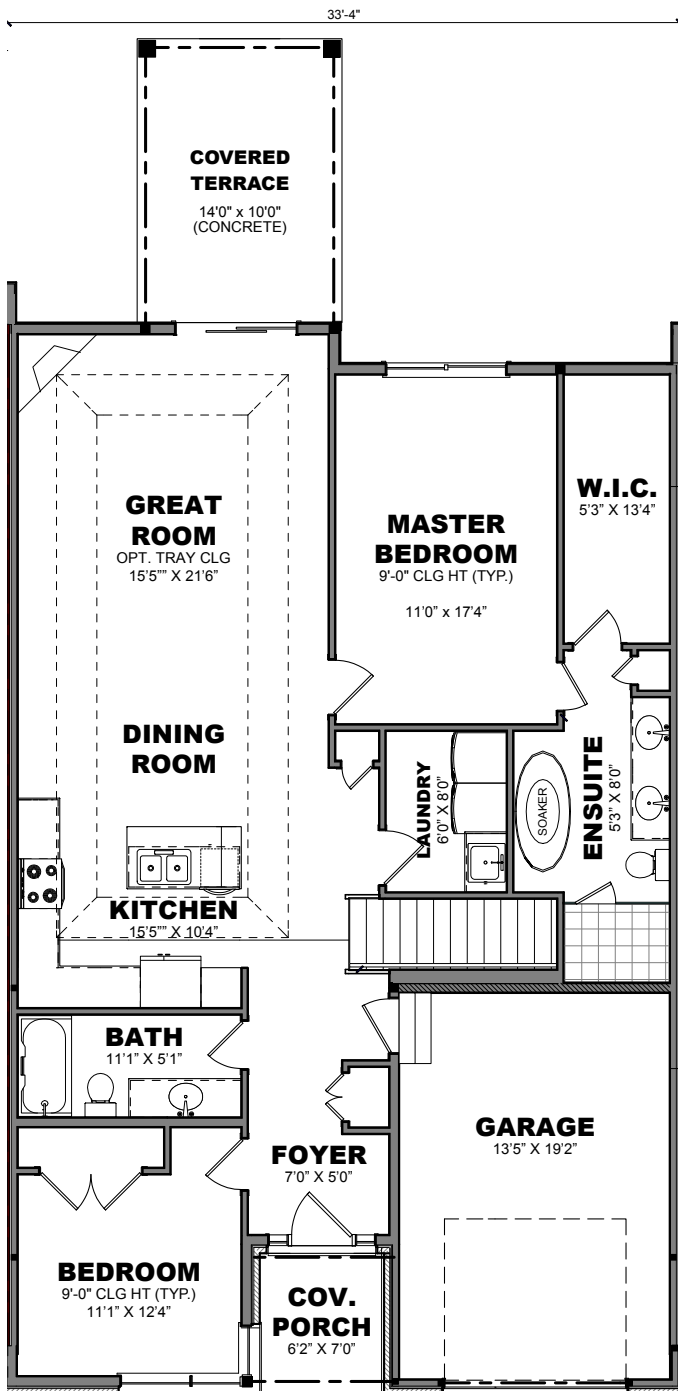 33'-4"
COVERED
TERRACE
14'0" x 10'0"
(CONCRETE)
GREAT
ROOM
OPT. TRAY CLG
15'5"" X 21'6"
MASTER
BEDROOM
9'-0" CLG HT (TYP.)
11'0" x 17'4"
W.I.C.
5'3" X 13'4"
DINING
ROOM
LAUNDRY
6'0" X 8'0"
SOAKER
ENSUITE
5'3" X 8'0"
KITCHEN
15'5"" X 10'4"
BATH
11'1" X 5'1"
FOYER
7'0" X 5'0"
GARAGE
13'5" X 19'2"
BEDROOM
9'-0" CLG HT (TYP.)
11'1" X 12'4"
COV.
PORCH
6'2" X 7'0"